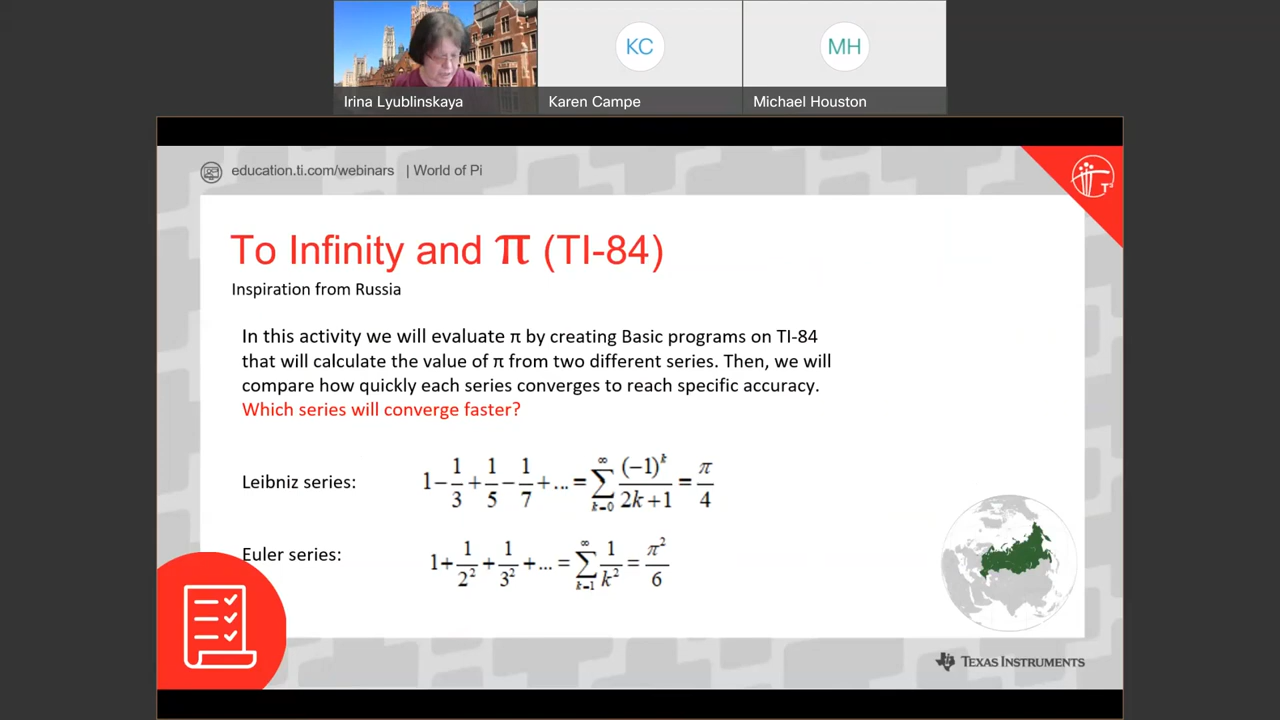 KC
MH
Irina Lyublinskaya
Karen Campe
Michael Houston
education.ti.com/webinars | World of Pi
T²
To Infinity and π (TI-84)
Inspiration from Russia
In this activity we will evaluate π by creating Basic programs on TI-84
that will calculate the value of π from two different series. Then, we will
compare how quickly each series converges to reach specific accuracy.
Which series will converge faster?
Leibniz series: 1 - 1/3 + 1/5 - 1/7 + ... = ∑_{k=0}^{∞} (-1)^k/(2k+1) = π/4
Euler series: 1 + 1/2² + 1/3² + ... = ∑_{k=1}^{∞} 1/k² = π²/6
TEXAS INSTRUMENTS